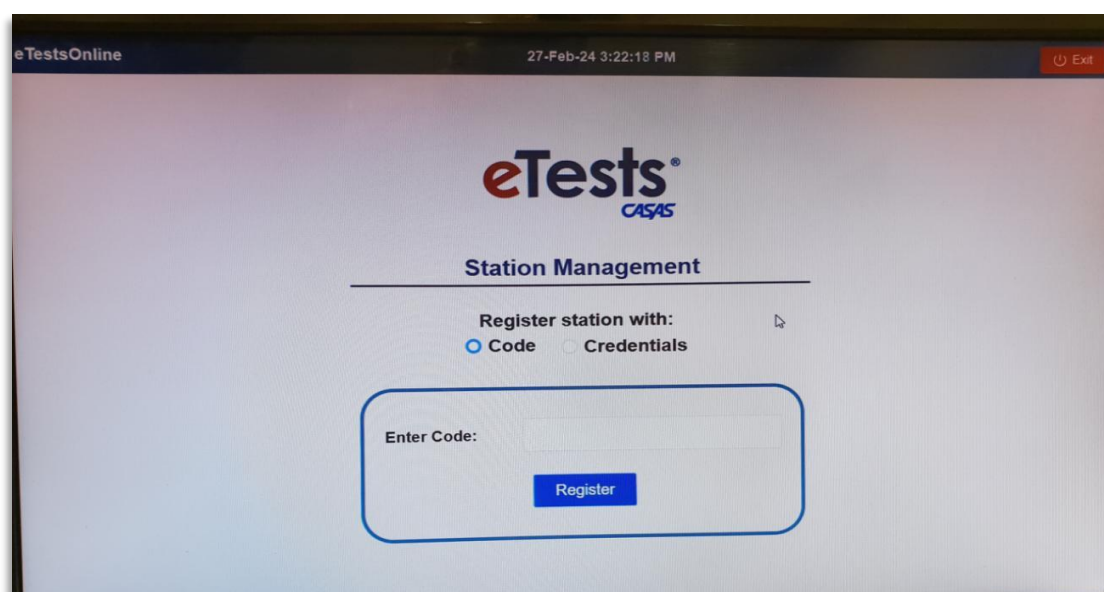 eTestsOnline 27-Feb-24 3:22:18 PM Exit
eTests®
CASAS
Station Management
Register station with:
Code Credentials
Enter Code:
Register